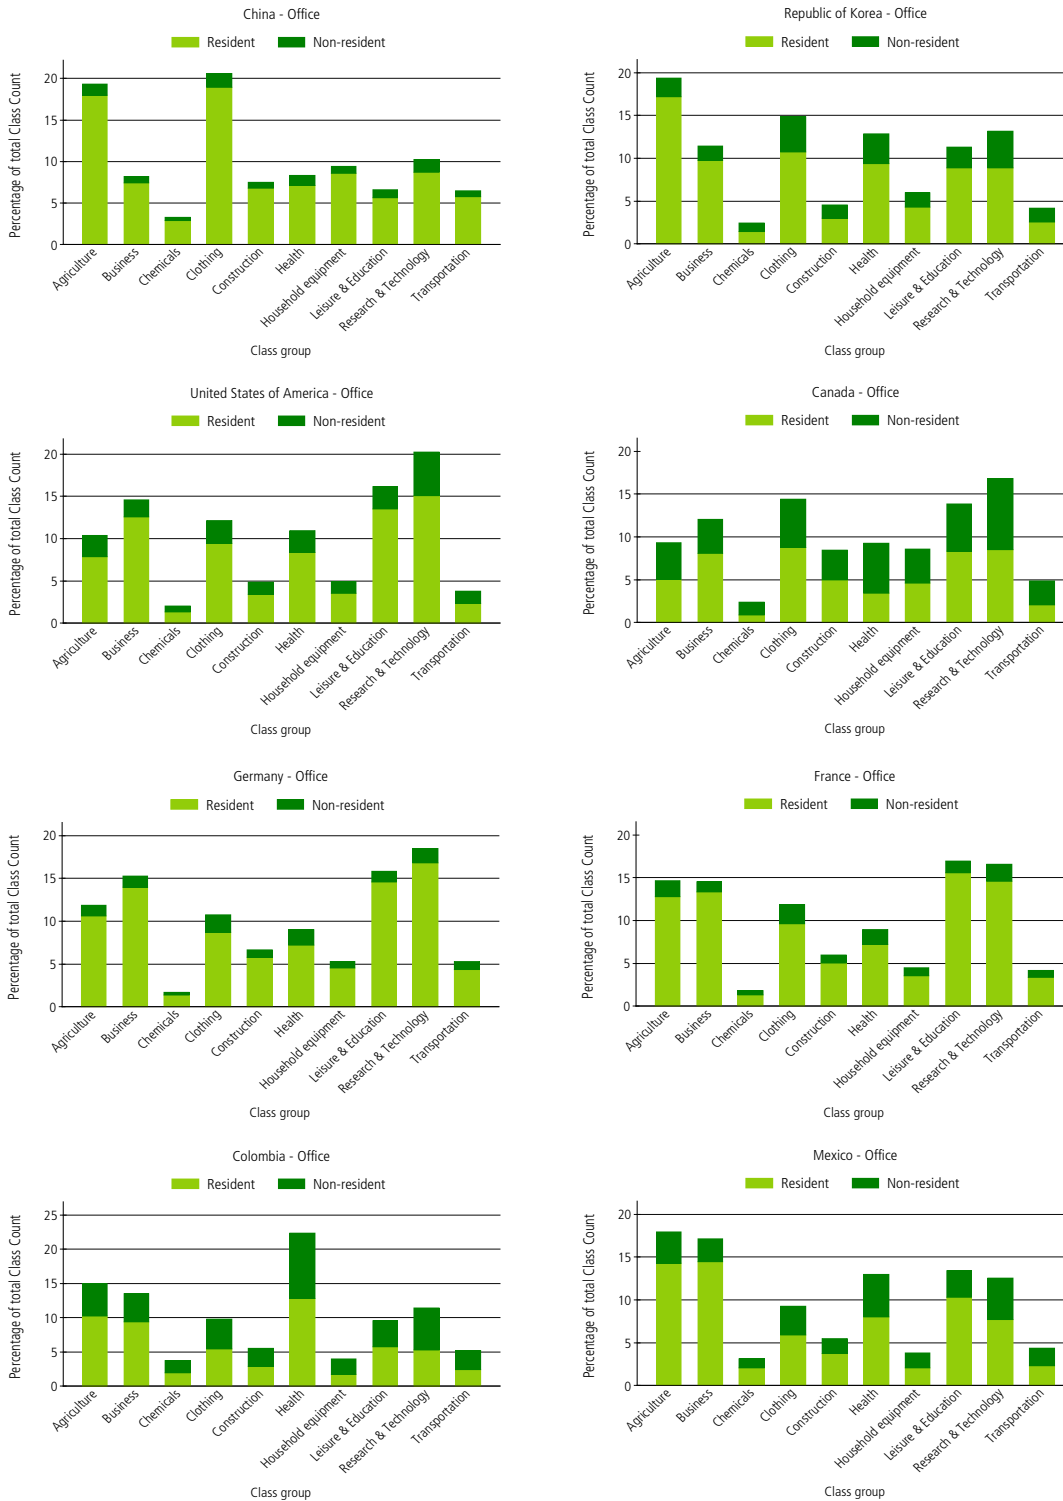 China - Office
Resident Non-resident
Percentage of total Class Count
20
15
10
5
0
Agriculture
Business
Chemicals
Clothing
Construction
Health
Household equipment
Leisure & Education
Research & Technology
Transportation
Class group
Republic of Korea - Office
Resident Non-resident
Percentage of total Class Count
20
15
10
5
0
Agriculture
Business
Chemicals
Clothing
Construction
Health
Household equipment
Leisure & Education
Research & Technology
Transportation
Class group
United States of America - Office
Resident Non-resident
Percentage of total Class Count
20
15
10
5
0
Agriculture
Business
Chemicals
Clothing
Construction
Health
Household equipment
Leisure & Education
Research & Technology
Transportation
Class group
Canada - Office
Resident Non-resident
Percentage of total Class Count
20
15
10
5
0
Agriculture
Business
Chemicals
Clothing
Construction
Health
Household equipment
Leisure & Education
Research & Technology
Transportation
Class group
Germany - Office
Resident Non-resident
Percentage of total Class Count
20
15
10
5
0
Agriculture
Business
Chemicals
Clothing
Construction
Health
Household equipment
Leisure & Education
Research & Technology
Transportation
Class group
France - Office
Resident Non-resident
Percentage of total Class Count
20
15
10
5
0
Agriculture
Business
Chemicals
Clothing
Construction
Health
Household equipment
Leisure & Education
Research & Technology
Transportation
Class group
Colombia - Office
Resident Non-resident
Percentage of total Class Count
25
20
15
10
5
0
Agriculture
Business
Chemicals
Clothing
Construction
Health
Household equipment
Leisure & Education
Research & Technology
Transportation
Class group
Mexico - Office
Resident Non-resident
Percentage of total Class Count
20
15
10
5
0
Agriculture
Business
Chemicals
Clothing
Construction
Health
Household equipment
Leisure & Education
Research & Technology
Transportation
Class group